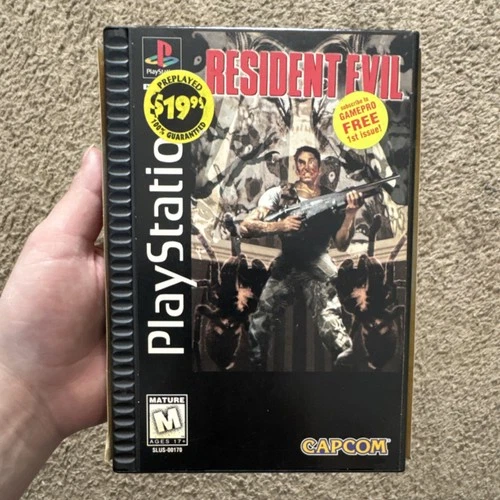 PlayStation
RESIDENT EVIL
PREPLAYED
$19.99
100% GUARANTEED
subscribe to
GAMEPRO
FREE
1st issue!
PlayStatio
MATURE
M
AGES 17+
SLUS-00170
CAPCOM